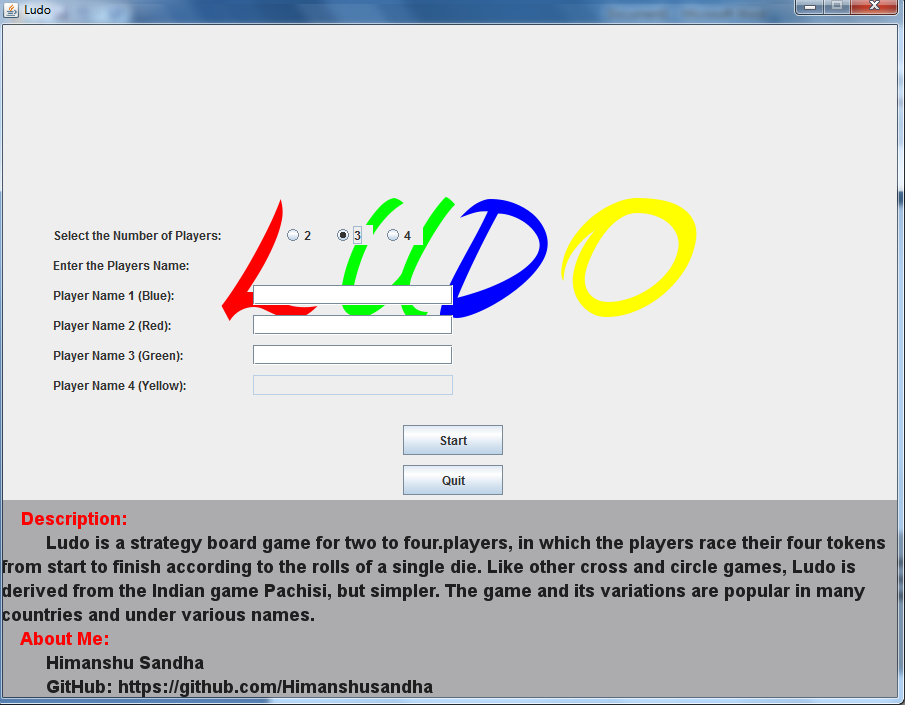 Ludo
LUDO
Select the Number of Players: 2 3 4
Enter the Players Name:
Player Name 1 (Blue):
Player Name 2 (Red):
Player Name 3 (Green):
Player Name 4 (Yellow):
Start
Quit
Description:
Ludo is a strategy board game for two to four.players, in which the players race their four tokens
from start to finish according to the rolls of a single die. Like other cross and circle games, Ludo is
derived from the Indian game Pachisi, but simpler. The game and its variations are popular in many
countries and under various names.
About Me:
Himanshu Sandha
GitHub: https://github.com/Himanshusandha